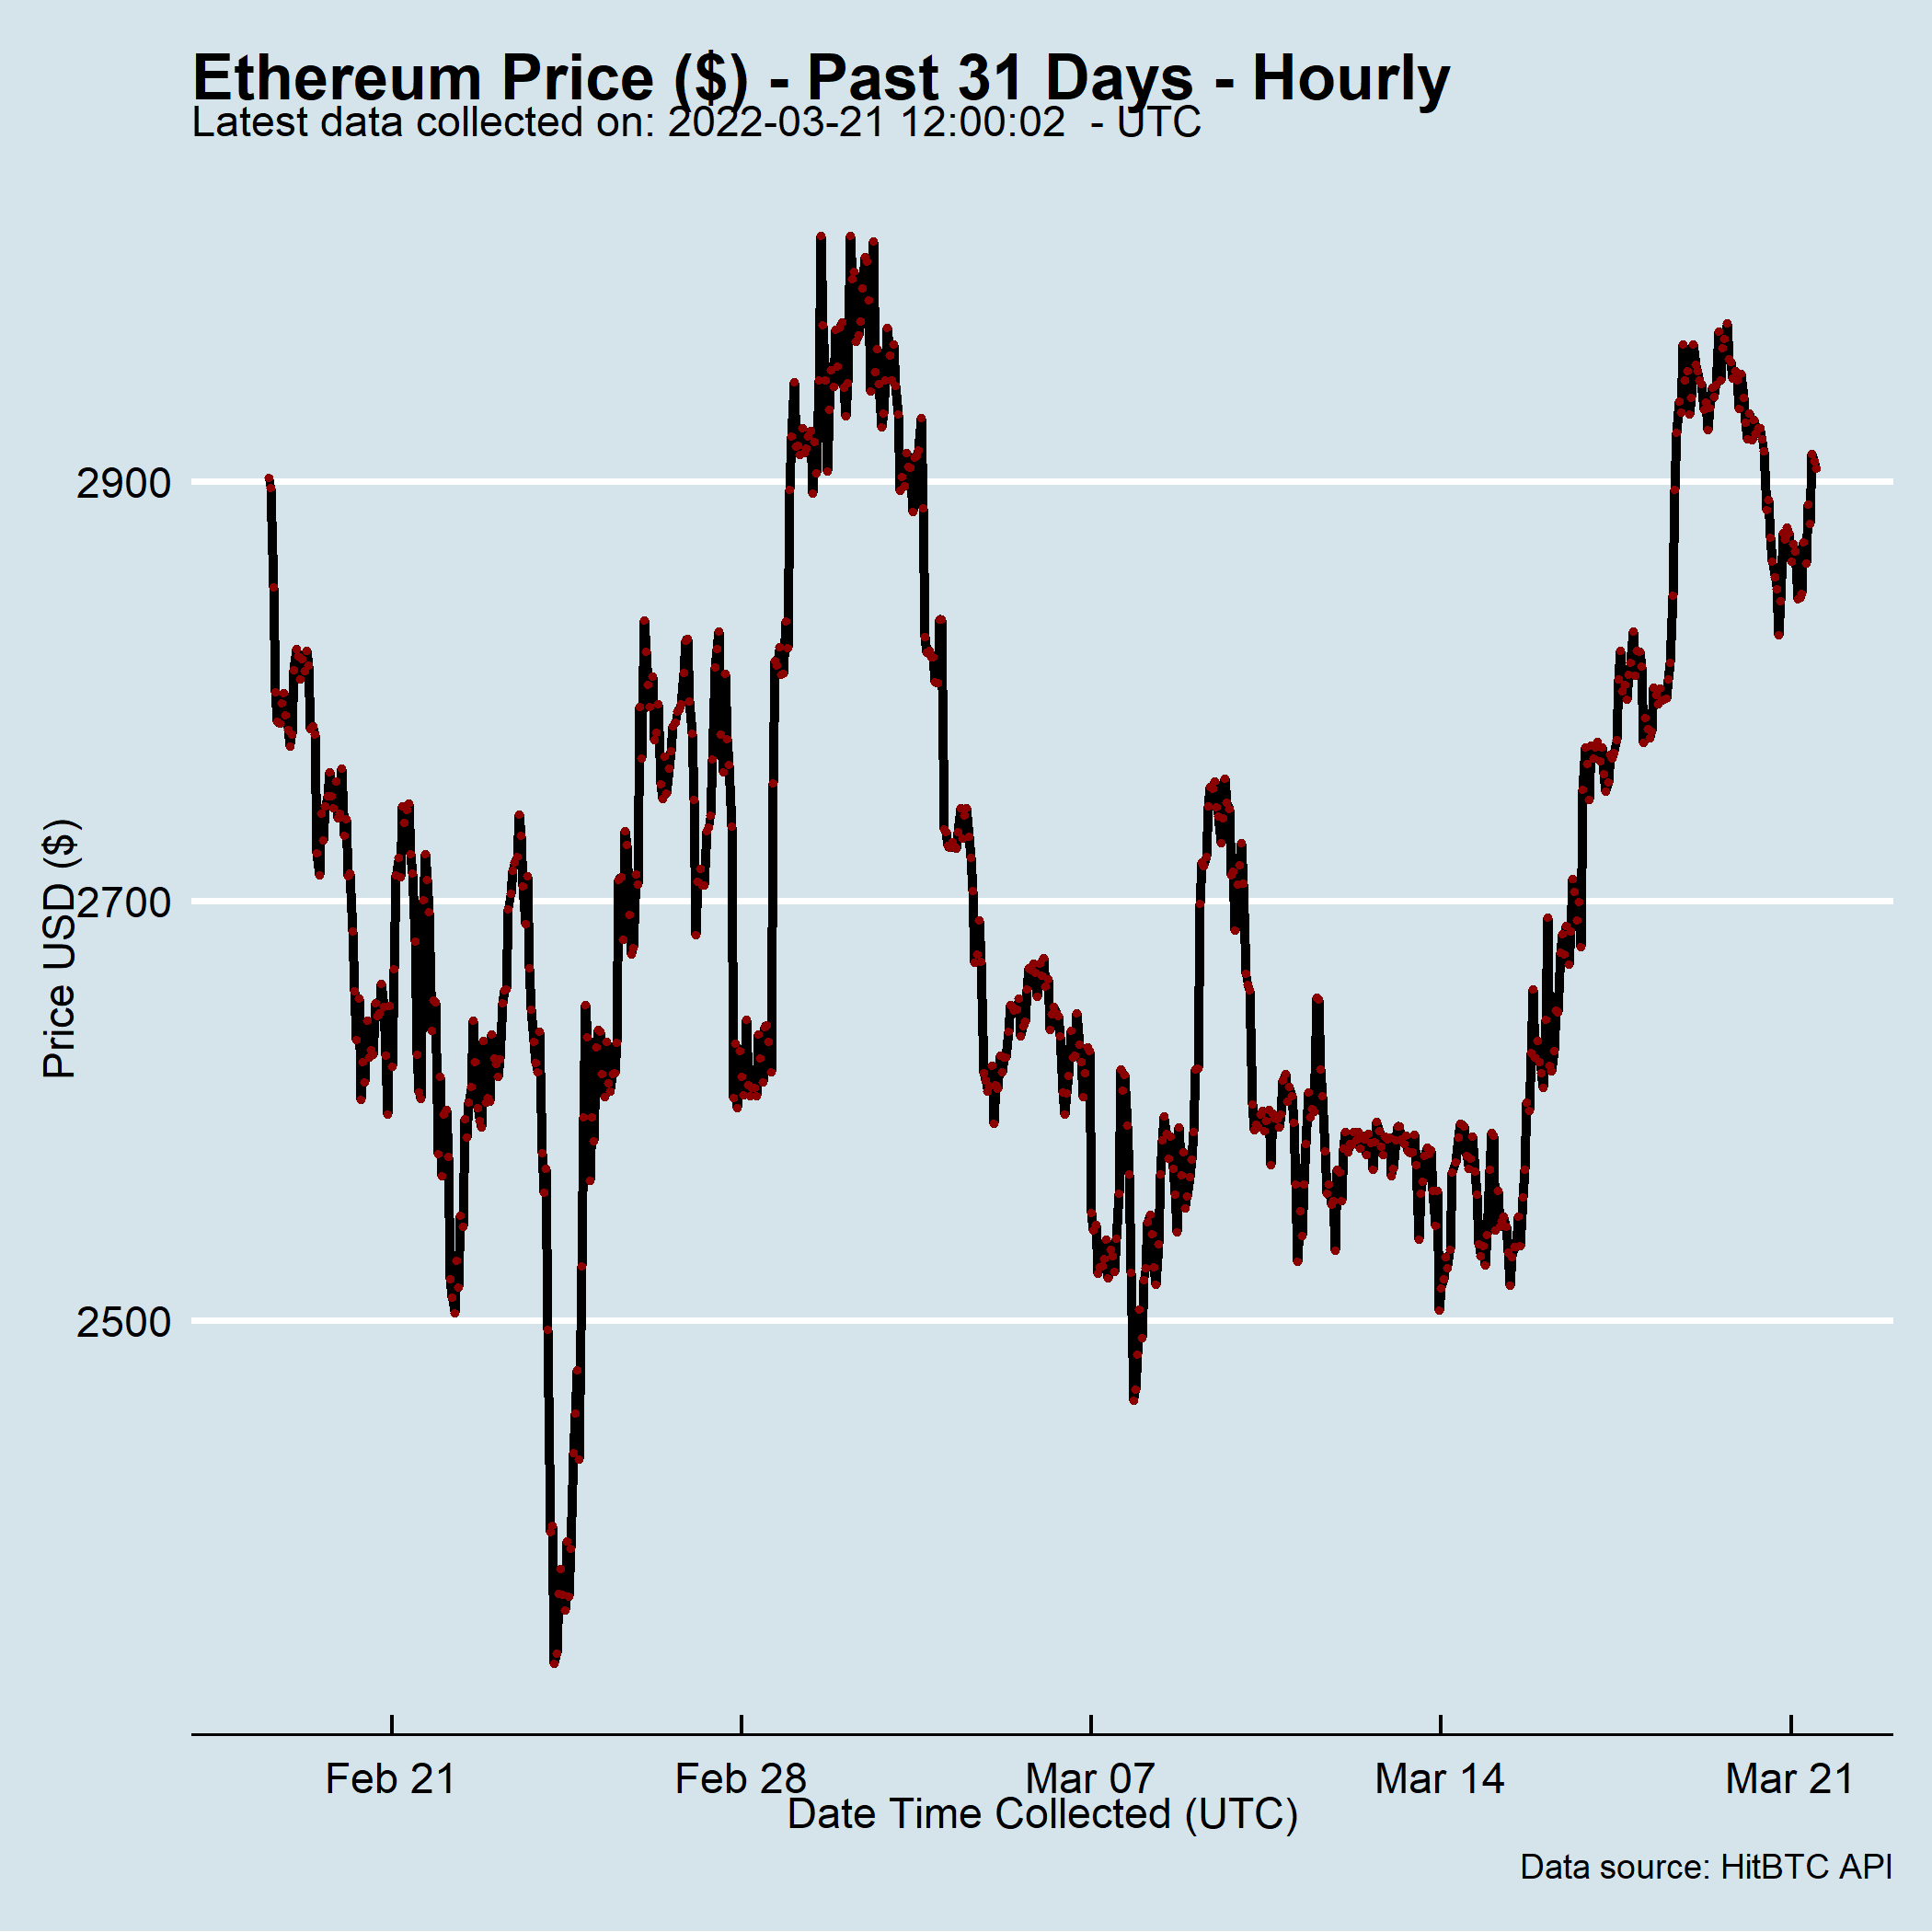 Ethereum Price ($) - Past 31 Days - Hourly
Latest data collected on: 2022-03-21 12:00:02  - UTC
Price USD ($)
2900
2700
2500
Feb 21 Feb 28 Mar 07 Mar 14 Mar 21
Date Time Collected (UTC)
Data source: HitBTC API